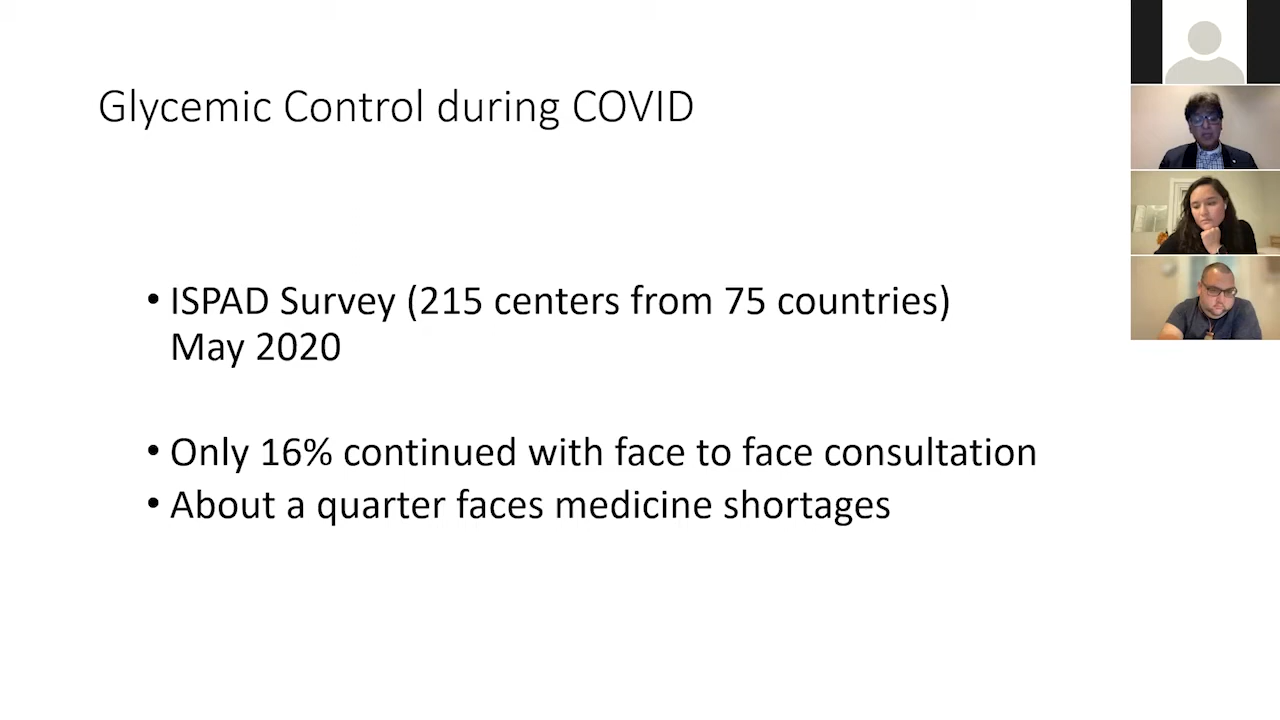 Glycemic Control during COVID
• ISPAD Survey (215 centers from 75 countries)
May 2020
• Only 16% continued with face to face consultation
• About a quarter faces medicine shortages